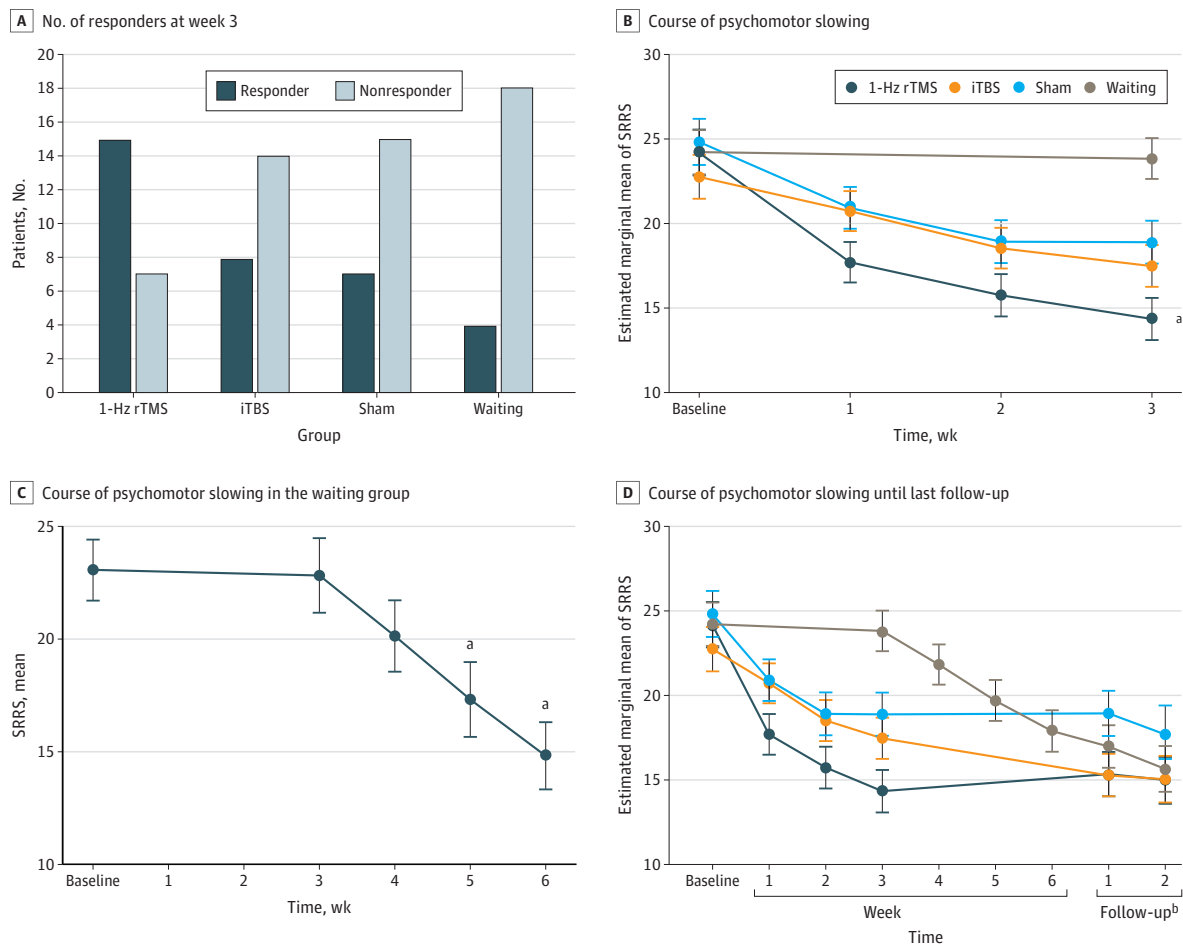 A No. of responders at week 3
20
18
16
14
12
10
8
6
4
2
0
Patients, No.
Responder
Nonresponder
1-Hz rTMS
iTBS
Sham
Waiting
Group
B Course of psychomotor slowing
30
25
20
15
10
Estimated marginal mean of SRRS
1-Hz rTMS
iTBS
Sham
Waiting
a
Baseline
1
2
3
Time, wk
C Course of psychomotor slowing in the waiting group
25
20
15
10
SRRS, mean
a
a
Baseline
1
2
3
4
5
6
Time, wk
D Course of psychomotor slowing until last follow-up
30
25
20
15
10
Estimated marginal mean of SRRS
Baseline
1
2
3
4
5
6
1
2
Week
Follow-upb
Time